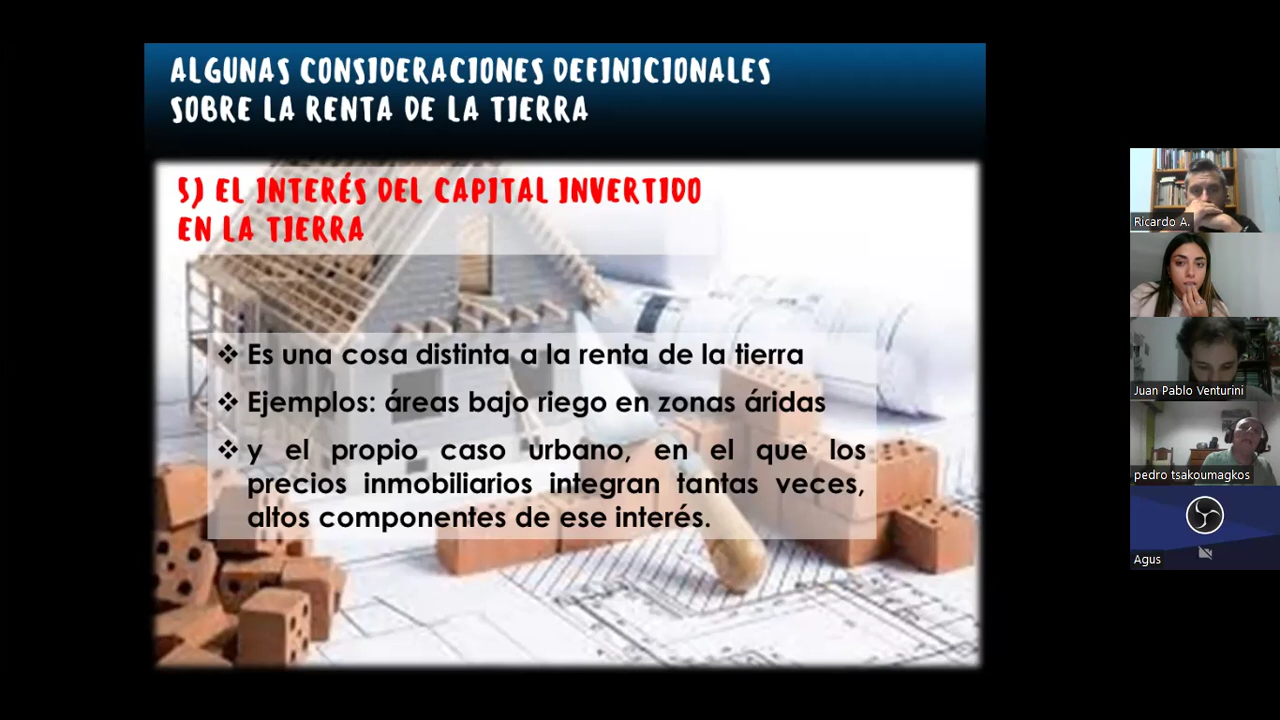 ALGUNAS CONSIDERACIONES DEFINICIONALES
SOBRE LA RENTA DE LA TIERRA
5) EL INTERÉS DEL CAPITAL INVERTIDO
EN LA TIERRA
❖ Es una cosa distinta a la renta de la tierra
❖ Ejemplos: áreas bajo riego en zonas áridas
❖ y el propio caso urbano, en el que los
precios inmobiliarios integran tantas veces,
altos componentes de ese interés.
Ricardo A.
Juan Pablo Venturini
pedro tsakoumagkos
Agus